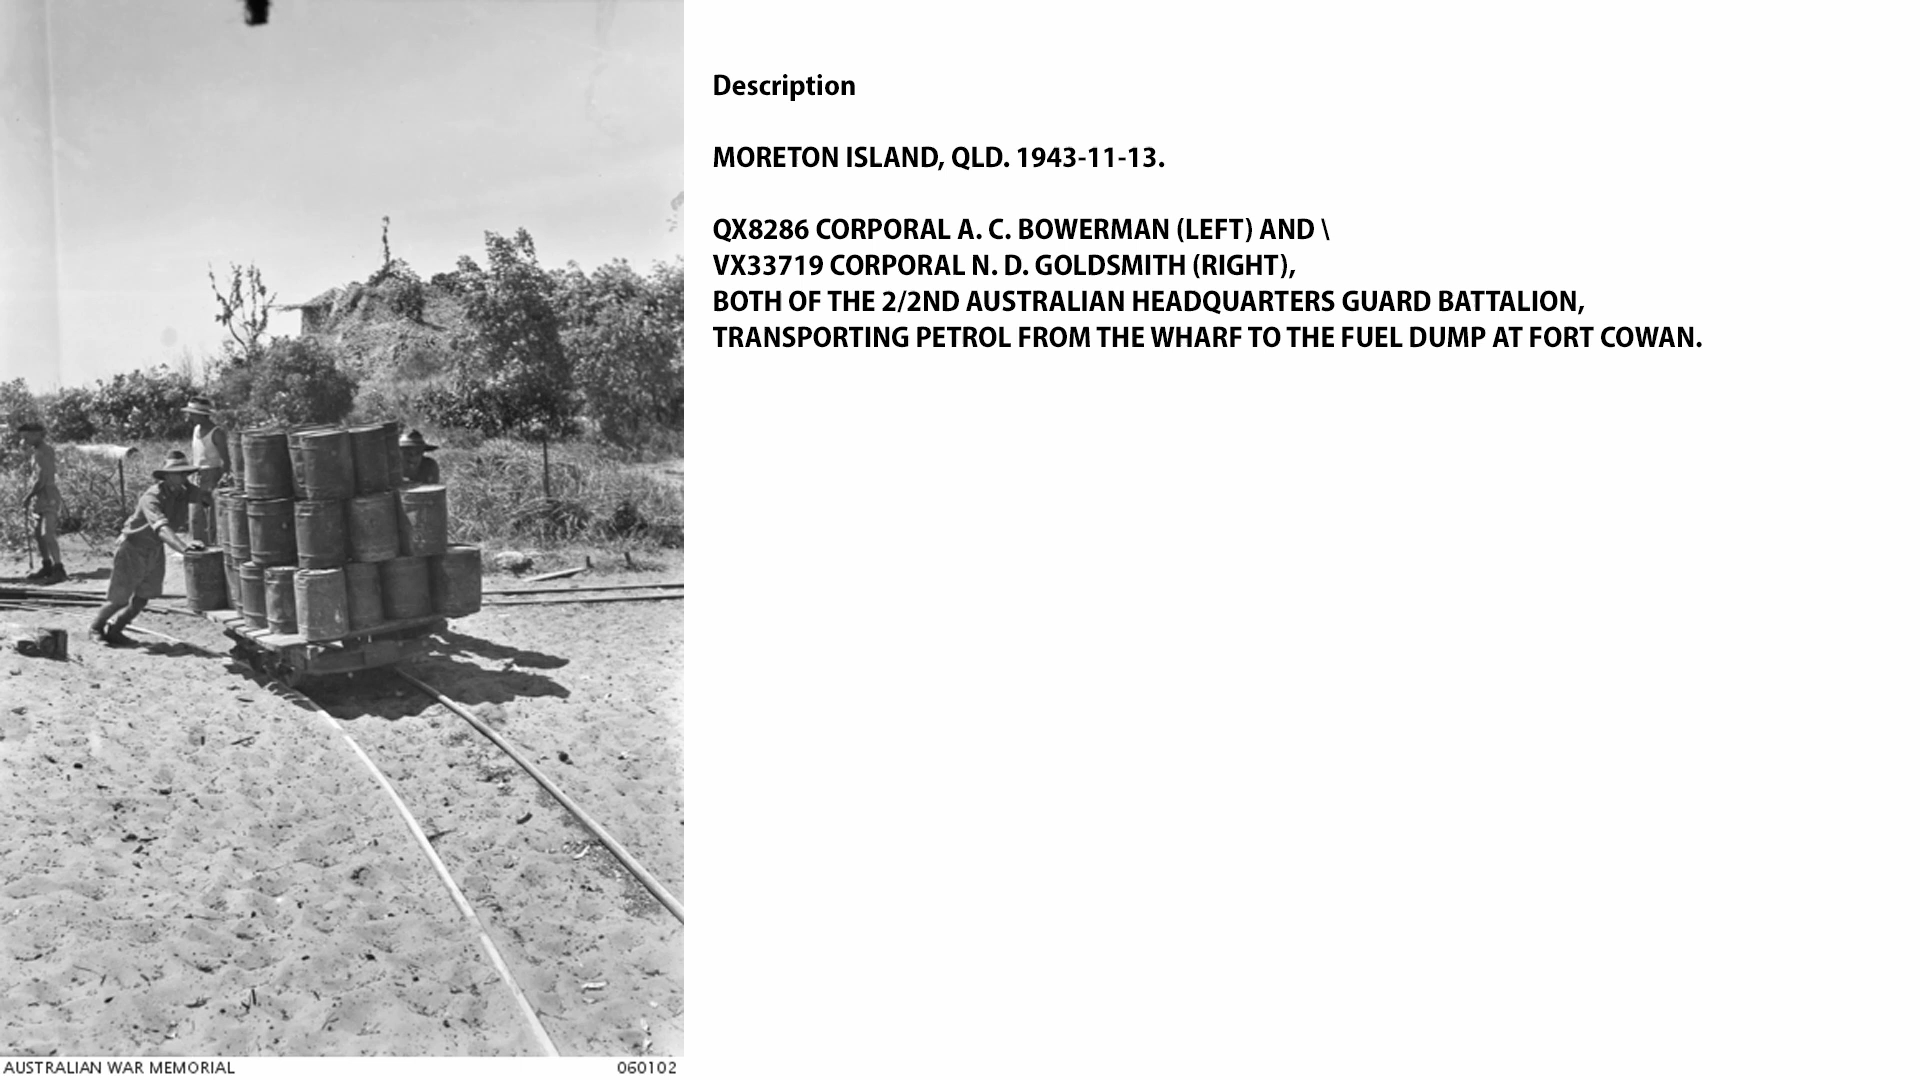 Description
MORETON ISLAND, QLD. 1943-11-13.
QX8286 CORPORAL A. C. BOWERMAN (LEFT) AND \
VX33719 CORPORAL N. D. GOLDSMITH (RIGHT),
BOTH OF THE 2/2ND AUSTRALIAN HEADQUARTERS GUARD BATTALION,
TRANSPORTING PETROL FROM THE WHARF TO THE FUEL DUMP AT FORT COWAN.
AUSTRALIAN WAR MEMORIAL 060102